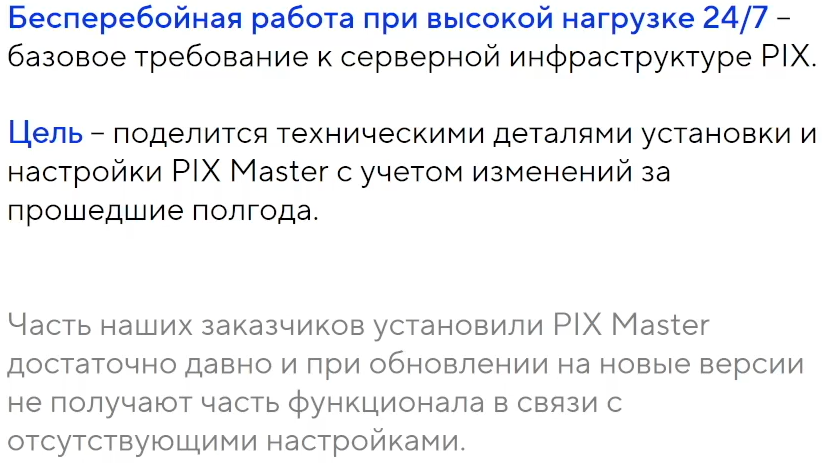 Бесперебойная работа при высокой нагрузке 24/7 –
базовое требование к серверной инфраструктуре PIX.
Цель – поделится техническими деталями установки и
настройки PIX Master с учетом изменений за
прошедшие полгода.
Часть наших заказчиков установили PIX Master
достаточно давно и при обновлении на новые версии
не получают часть функционала в связи с
отсутствующими настройками.